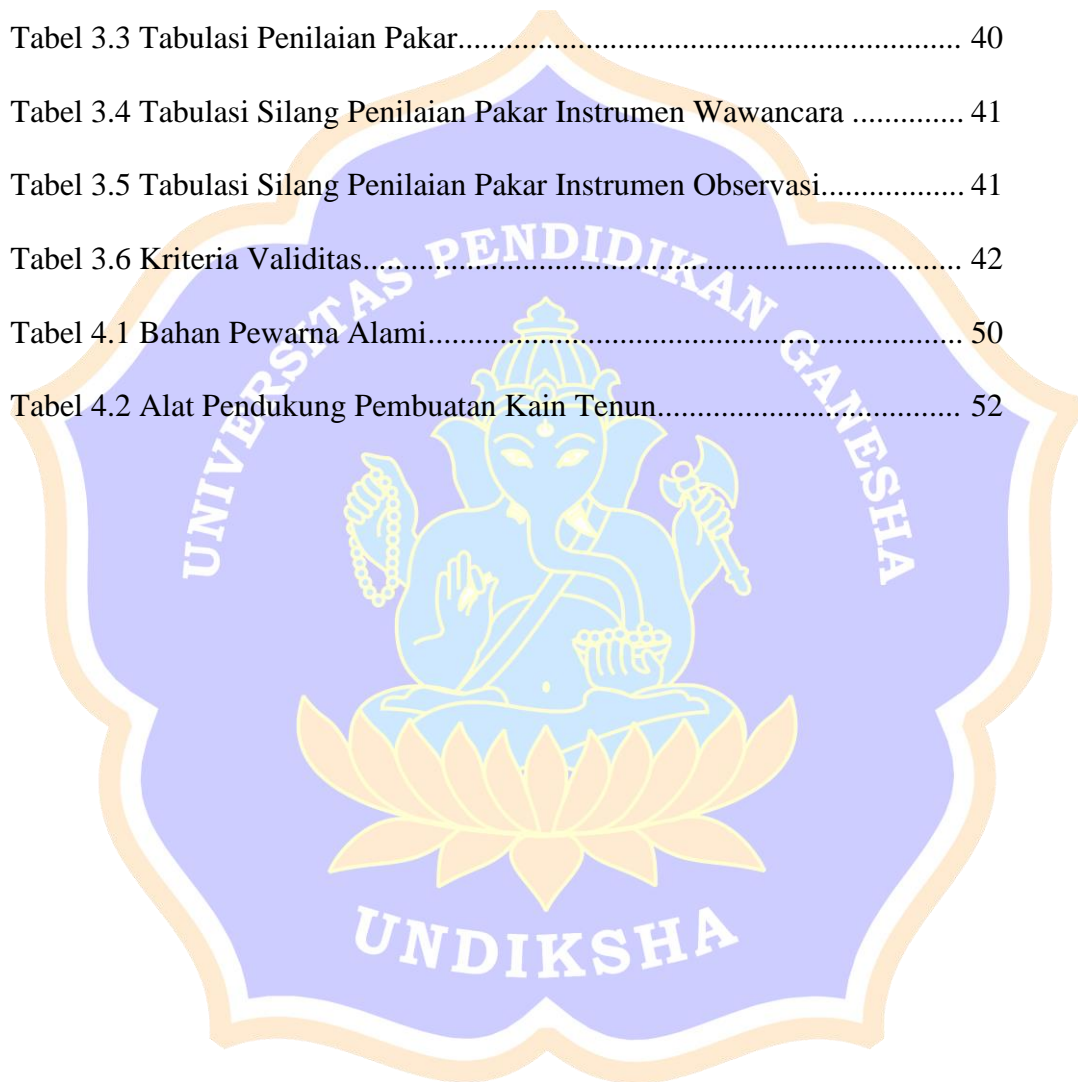 Tabel 3.3 Tabulasi Penilaian Pakar.................................................................. 40
Tabel 3.4 Tabulasi Silang Penilaian Pakar Instrumen Wawancara .............. 41
Tabel 3.5 Tabulasi Silang Penilaian Pakar Instrumen Observasi.................. 41
Tabel 3.6 Kriteria Validitas.............................................................................. 42
Tabel 4.1 Bahan Pewarna Alami...................................................................... 50
Tabel 4.2 Alat Pendukung Pembuatan Kain Tenun........................................ 52
UNIVERSITAS PENDIDIKAN GANESHA
UNDIKSHA